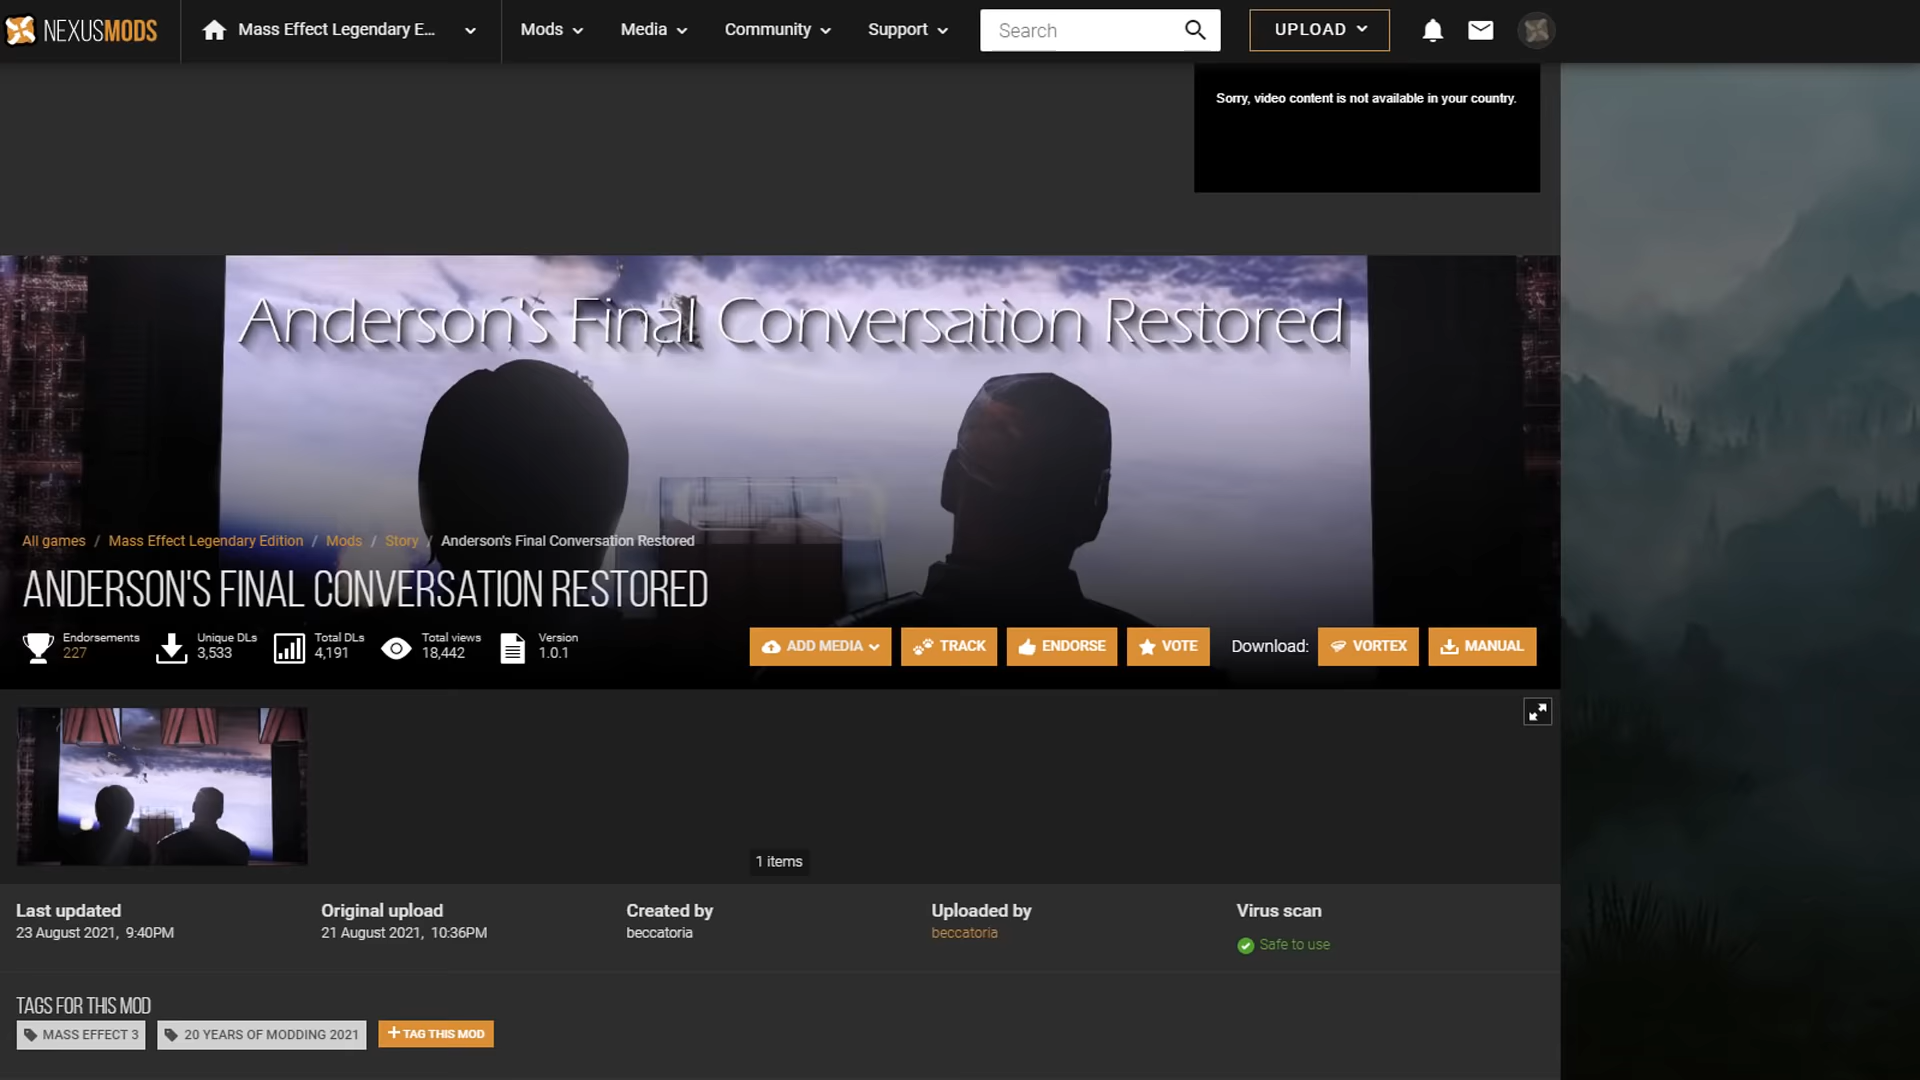 NEXUSMODS
Mass Effect Legendary E...
Mods
Media
Community
Support
Search
UPLOAD
Sorry, video content is not available in your country.
Anderson's Final Conversation Restored
All games / Mass Effect Legendary Edition / Mods / Story / Anderson's Final Conversation Restored
ANDERSON'S FINAL CONVERSATION RESTORED
Endorsements
227
Unique DLs
3,533
Total DLs
4,191
Total views
18,442
Version
1.0.1
ADD MEDIA
TRACK
ENDORSE
VOTE
Download:
VORTEX
MANUAL
1 items
Last updated
23 August 2021, 9:40PM
Original upload
21 August 2021, 10:36PM
Created by
beccatoria
Uploaded by
beccatoria
Virus scan
Safe to use
TAGS FOR THIS MOD
MASS EFFECT 3
20 YEARS OF MODDING 2021
+ TAG THIS MOD